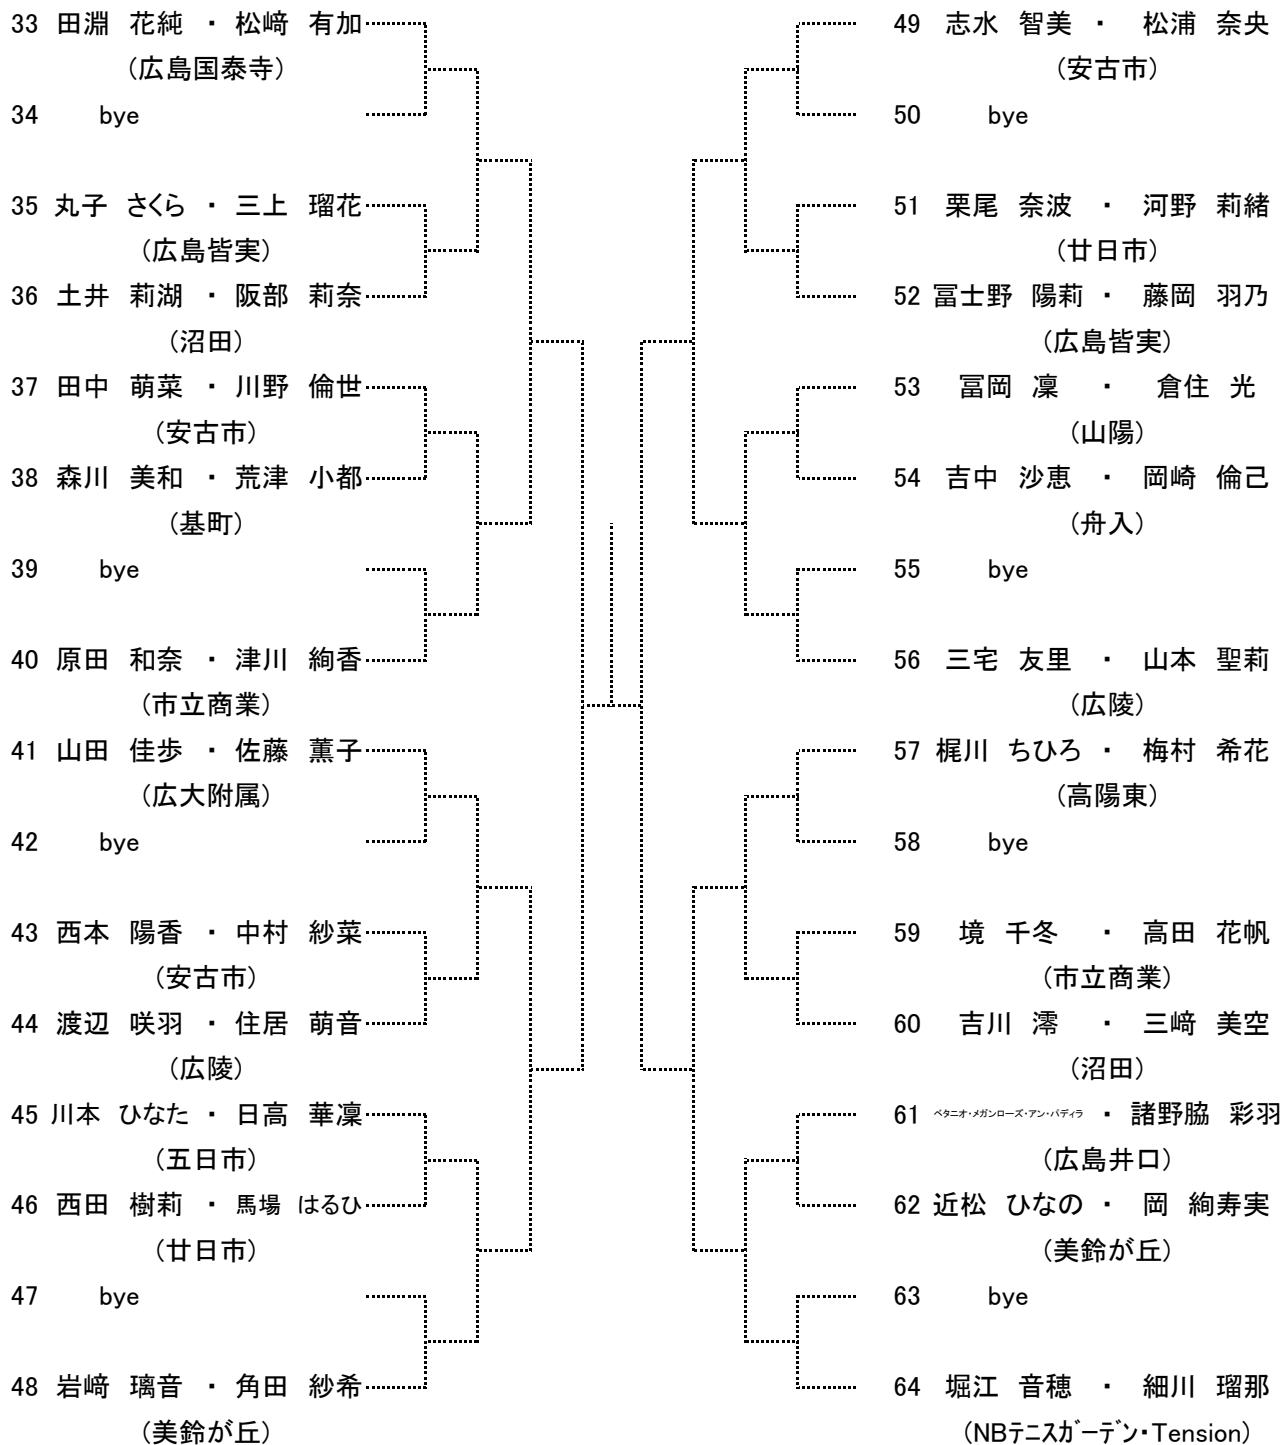 33 田淵 花純 ・ 松﨑 有加
(広島国泰寺)
34 bye
35 丸子 さくら ・ 三上 瑠花
(広島皆実)
36 土井 莉湖 ・ 阪部 莉奈
(沼田)
37 田中 萌菜 ・ 川野 倫世
(安古市)
38 森川 美和 ・ 荒津 小都
(基町)
39 bye
40 原田 和奈 ・ 津川 絢香
(市立商業)
41 山田 佳歩 ・ 佐藤 薫子
(広大附属)
42 bye
43 西本 陽香 ・ 中村 紗菜
(安古市)
44 渡辺 咲羽 ・ 住居 萌音
(広陵)
45 川本 ひなた ・ 日高 華凜
(五日市)
46 西田 樹莉 ・ 馬場 はるひ
(廿日市)
47 bye
48 岩﨑 璃音 ・ 角田 紗希
(美鈴が丘)
49 志水 智美 ・ 松浦 奈央
(安古市)
50 bye
51 栗尾 奈波 ・ 河野 莉緒
(廿日市)
52 冨士野 陽莉 ・ 藤岡 羽乃
(広島皆実)
53 冨岡 凜 ・ 倉住 光
(山陽)
54 吉中 沙恵 ・ 岡崎 倫己
(舟入)
55 bye
56 三宅 友里 ・ 山本 聖莉
(広陵)
57 梶川 ちひろ ・ 梅村 希花
(高陽東)
58 bye
59 境 千冬 ・ 高田 花帆
(市立商業)
60 吉川 澪 ・ 三﨑 美空
(沼田)
61 ベタニオ・メガンローズ・アン・パディラ ・ 諸野脇 彩羽
(広島井口)
62 近松 ひなの ・ 岡 絢寿実
(美鈴が丘)
63 bye
64 堀江 音穂 ・ 細川 瑠那
(NBテニスガーデン・Tension)